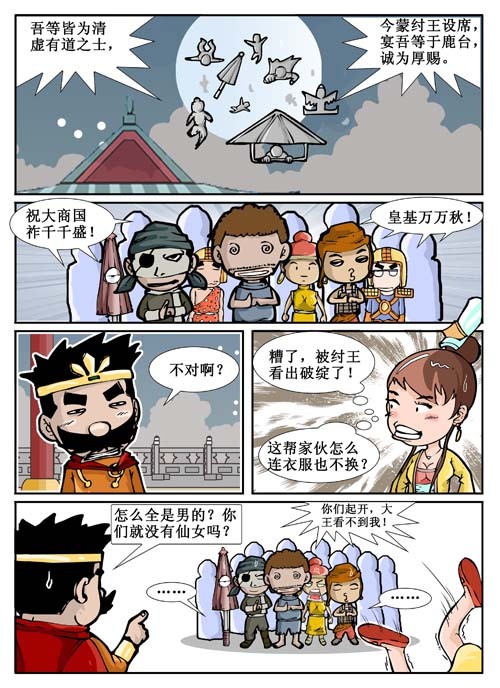 吾等皆为清
虚有道之士，
今蒙纣王设席，
宴吾等于鹿台，
诚为厚赐。
祝大商国
祚千千盛！
皇基万万秋！
不对啊？
糟了，被纣王
看出破绽了！
这帮家伙怎么
连衣服也不换？
怎么全是男的？你
们就没有仙女吗？
你们起开，大
王看不到我！
……
……